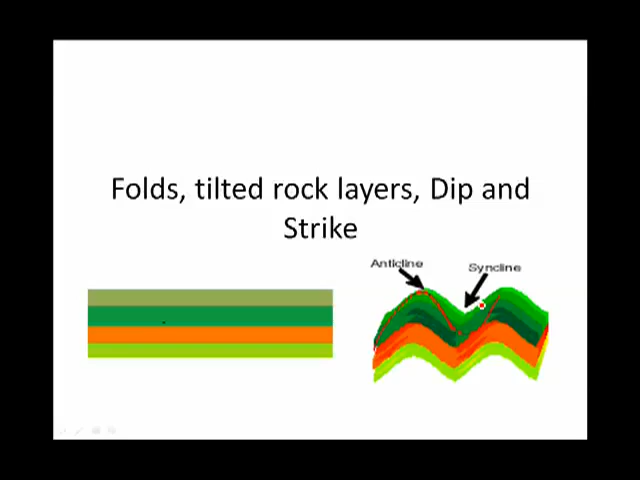 Folds, tilted rock layers, Dip and
Strike
Anticline
Syncline